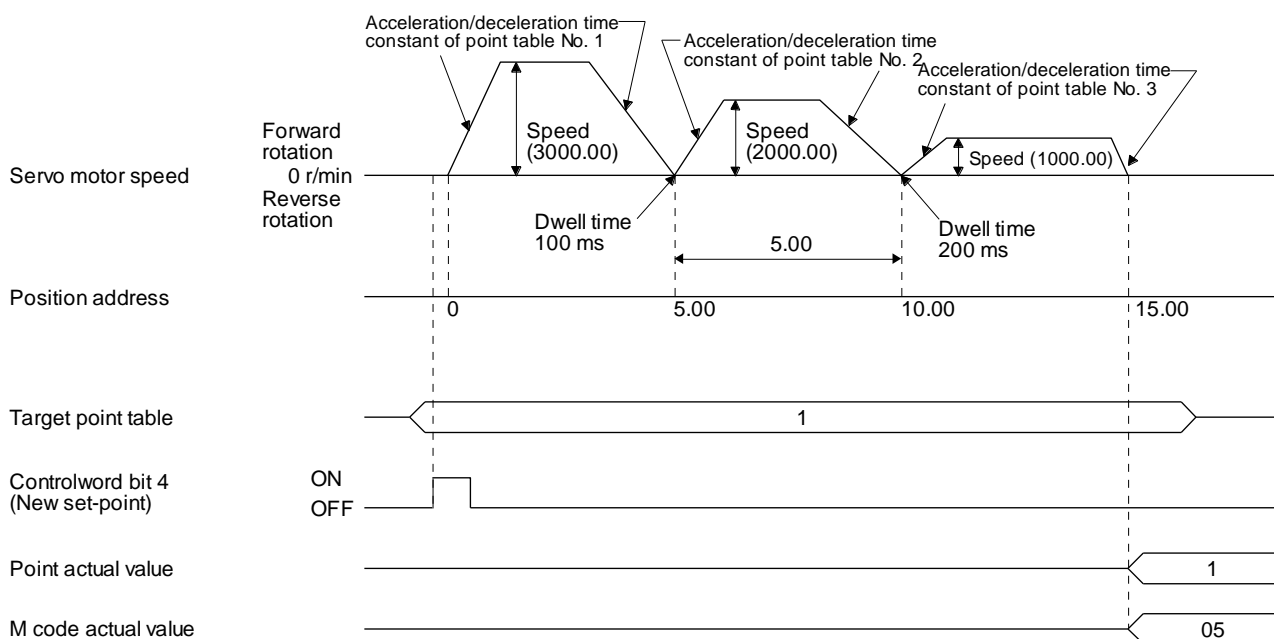 Acceleration/deceleration time
constant of point table No. 1
Acceleration/deceleration time
constant of point table No. 2
Acceleration/deceleration time
constant of point table No. 3
Forward
rotation
Servo motor speed
0 r/min
Reverse
rotation
Speed
(3000.00)
Speed
(2000.00)
Speed (1000.00)
Dwell time
100 ms
5.00
Dwell time
200 ms
Position address
0
5.00
10.00
15.00
Target point table
1
Controlword bit 4
(New set-point)
ON
OFF
Point actual value
1
M code actual value
05